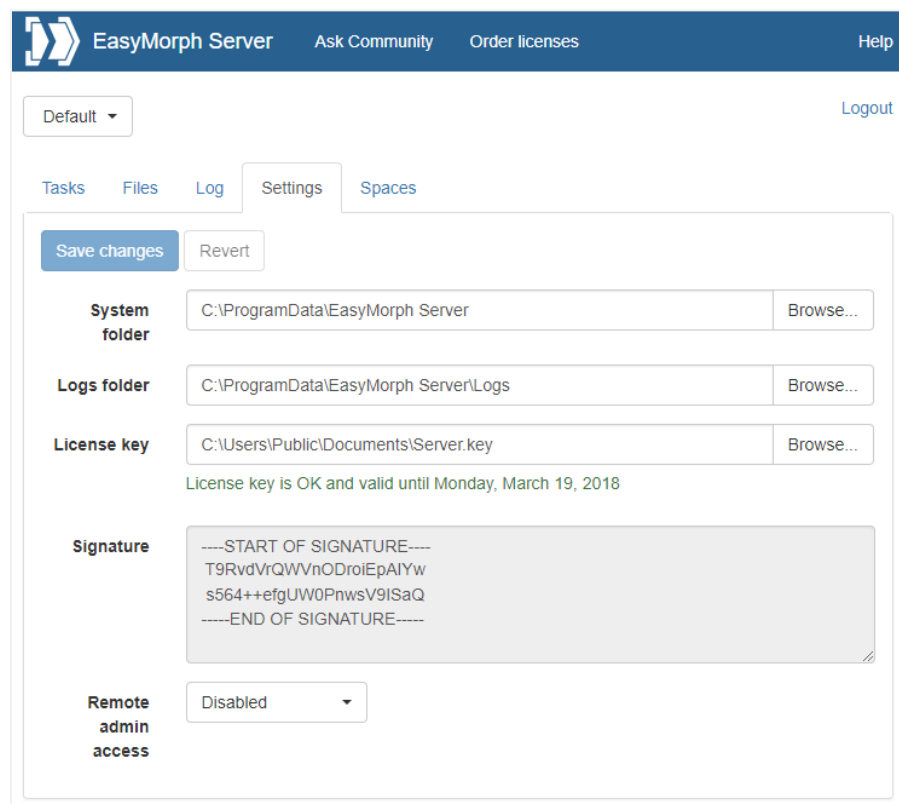 EasyMorph Server Ask Community Order licenses Help
Default Logout
Tasks Files Log Settings Spaces
Save changes Revert
System folder C:\ProgramData\EasyMorph Server Browse...
Logs folder C:\ProgramData\EasyMorph Server\Logs Browse...
License key C:\Users\Public\Documents\Server.key Browse...
License key is OK and valid until Monday, March 19, 2018
Signature ----START OF SIGNATURE----
T9RvdVrQWVnODroiEpAIYw
s564++efgUW0PnwsV9ISaQ
-----END OF SIGNATURE-----
Remote admin access Disabled